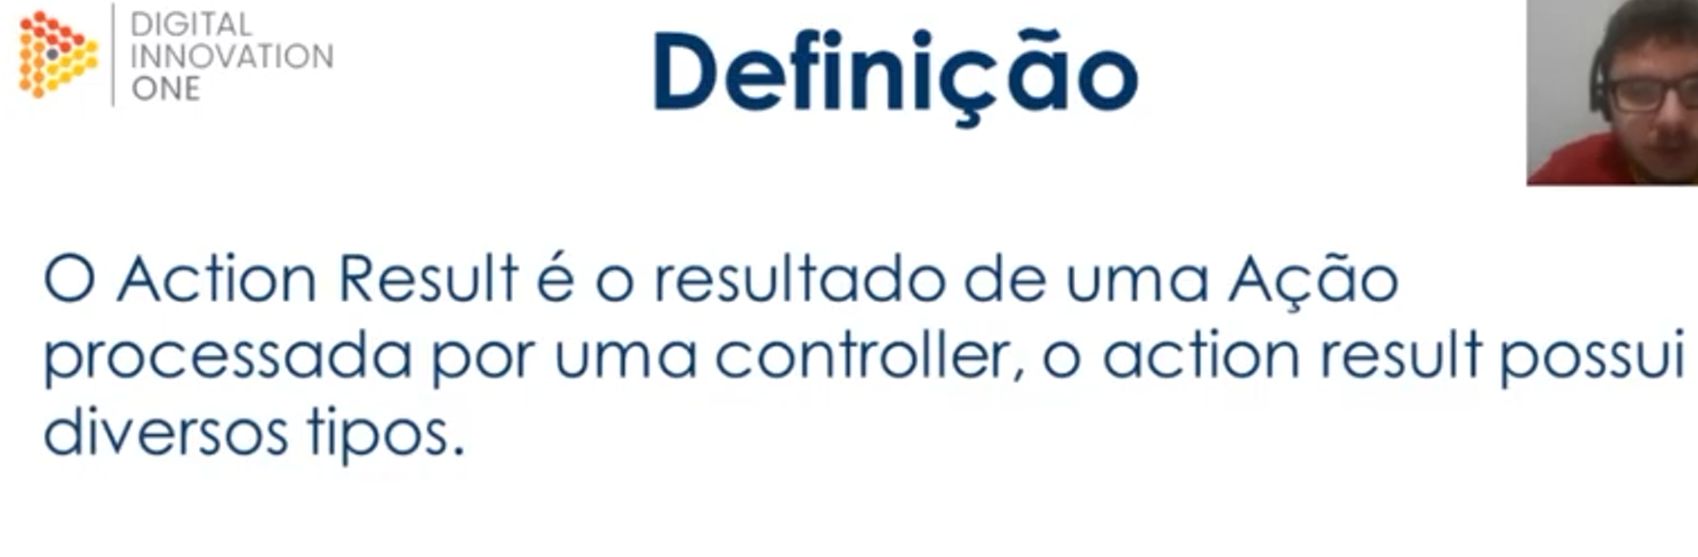 DIGITAL
INNOVATION
ONE
Definição
O Action Result é o resultado de uma Ação
processada por uma controller, o action result possui
diversos tipos.